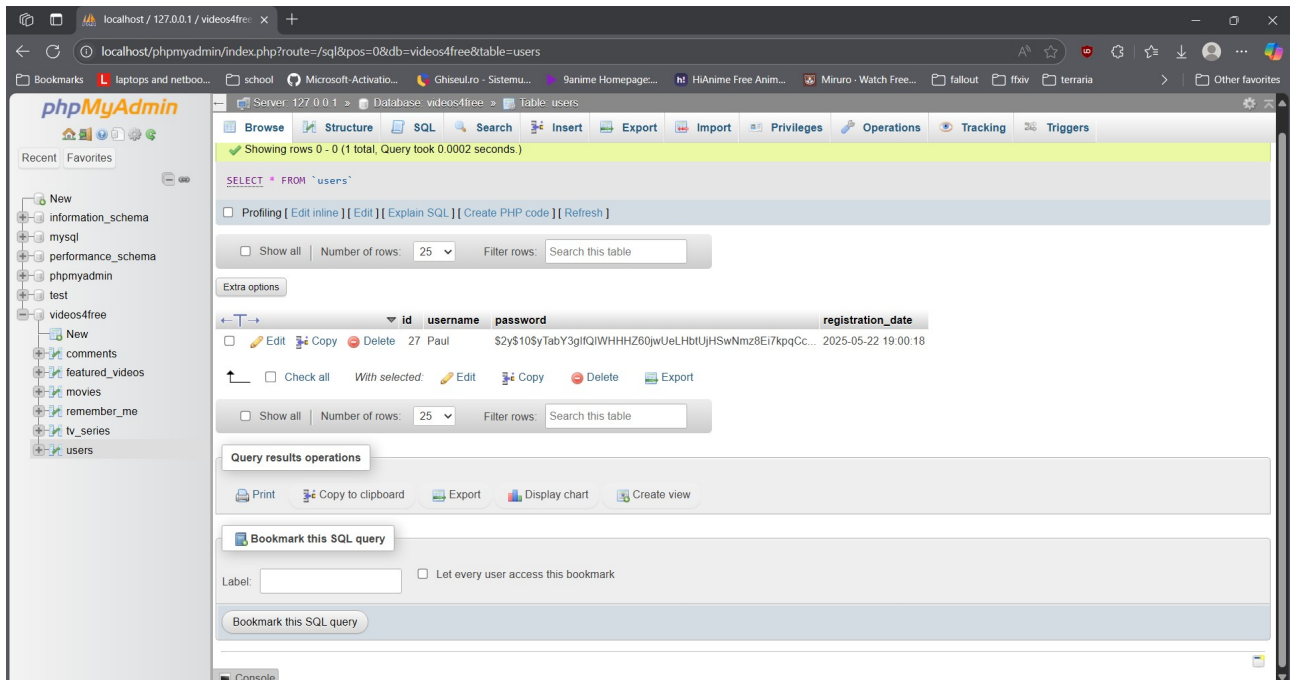 localhost / 127.0.0.1 / videos4free
localhost/phpmyadmin/index.php?route=/sql&pos=0&db=videos4free&table=users
Bookmarks L laptops and netboo... school Microsoft-Activatio... Ghiseul.ro - Sistemu... 9anime Homepage:... h! HiAnime Free Anim... Miruro - Watch Free... fallout ffxiv terraria Other favorites
phpMyAdmin
Recent Favorites
New
information_schema
mysql
performance_schema
phpmyadmin
test
videos4free
New
comments
featured_videos
movies
remember_me
tv_series
users
Server: 127.0.0.1 » Database: videos4free » Table: users
Browse Structure SQL Search Insert Export Import Privileges Operations Tracking Triggers
Showing rows 0 - 0 (1 total, Query took 0.0002 seconds.)
SELECT * FROM `users`
Profiling [ Edit inline ] [ Edit ] [ Explain SQL ] [ Create PHP code ] [ Refresh ]
Show all | Number of rows: 25 Filter rows: Search this table
Extra options
id username password registration_date
Edit Copy Delete 27 Paul $2y$10$yTabY3glfQIWHHHZ60jwUeLHbtUjHSwNmz8Ei7kpqCc... 2025-05-22 19:00:18
Check all With selected: Edit Copy Delete Export
Show all | Number of rows: 25 Filter rows: Search this table
Query results operations
Print Copy to clipboard Export Display chart Create view
Bookmark this SQL query
Label: Let every user access this bookmark
Bookmark this SQL query
Console